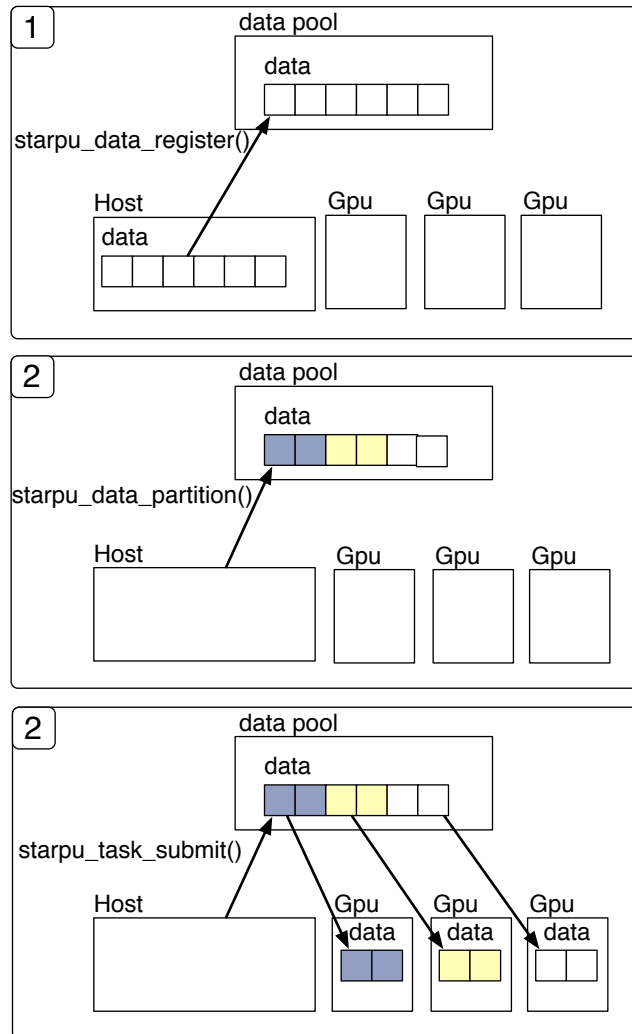 1
data pool
data
starpu_data_register()
Host
Gpu
Gpu
Gpu
data
2
data pool
data
starpu_data_partition()
Host
Gpu
Gpu
Gpu
2
data pool
data
starpu_task_submit()
Host
Gpu
Gpu
Gpu
data
data
data